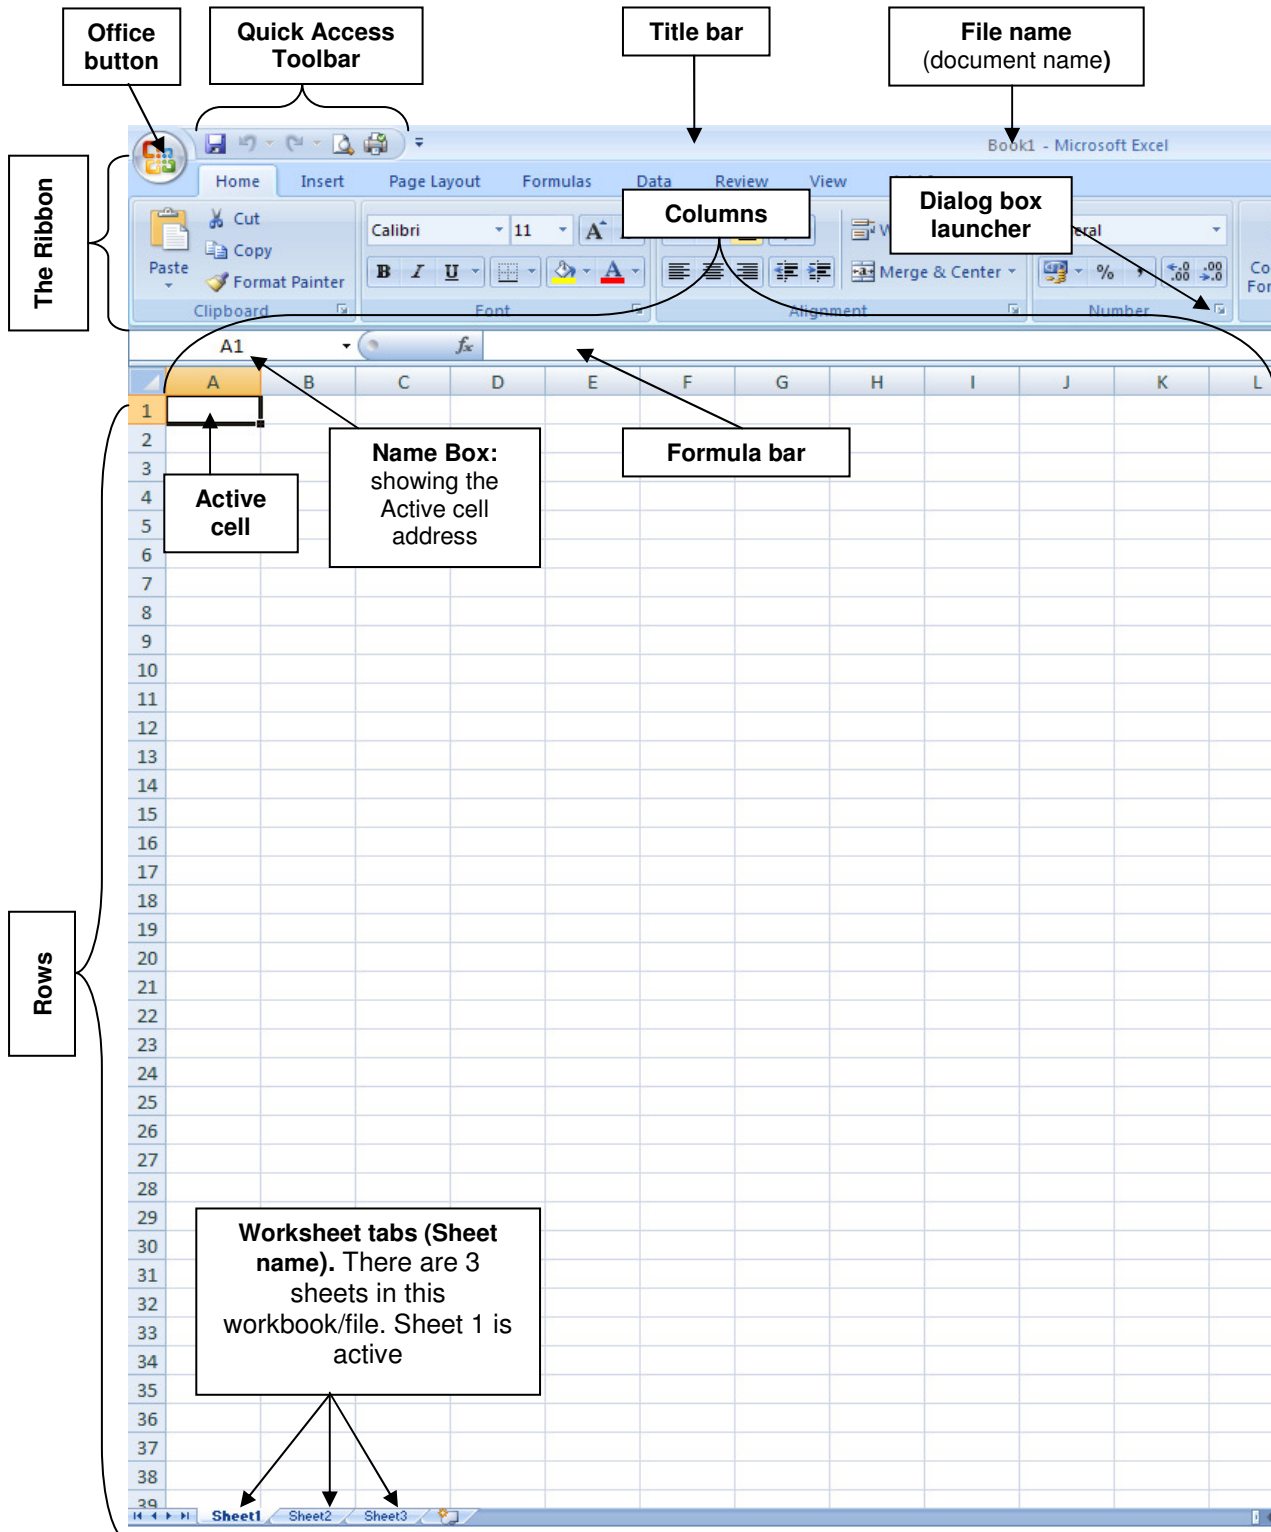 Office
button
Quick Access
Toolbar
Title bar
File name
(document name)
Book1 - Microsoft Excel
The Ribbon
Home Insert Page Layout Formulas Data Review View
Columns
Dialog box
launcher
Cut
Copy
Format Painter
Paste
Calibri 11 A
B I U A
Merge & Center
% , .0 .00 .00 .0
Clipboard Font Alignment Number
A1 fx
A B C D E F G H I J K L
1
2
3
4
5
6
7
8
9
10
11
12
13
14
15
16
17
18
19
20
21
22
23
24
25
26
27
28
29
30
31
32
33
34
35
36
37
38
39
Active
cell
Name Box:
showing the
Active cell
address
Formula bar
Rows
Worksheet tabs (Sheet
name). There are 3
sheets in this
workbook/file. Sheet 1 is
active
Sheet1 Sheet2 Sheet3